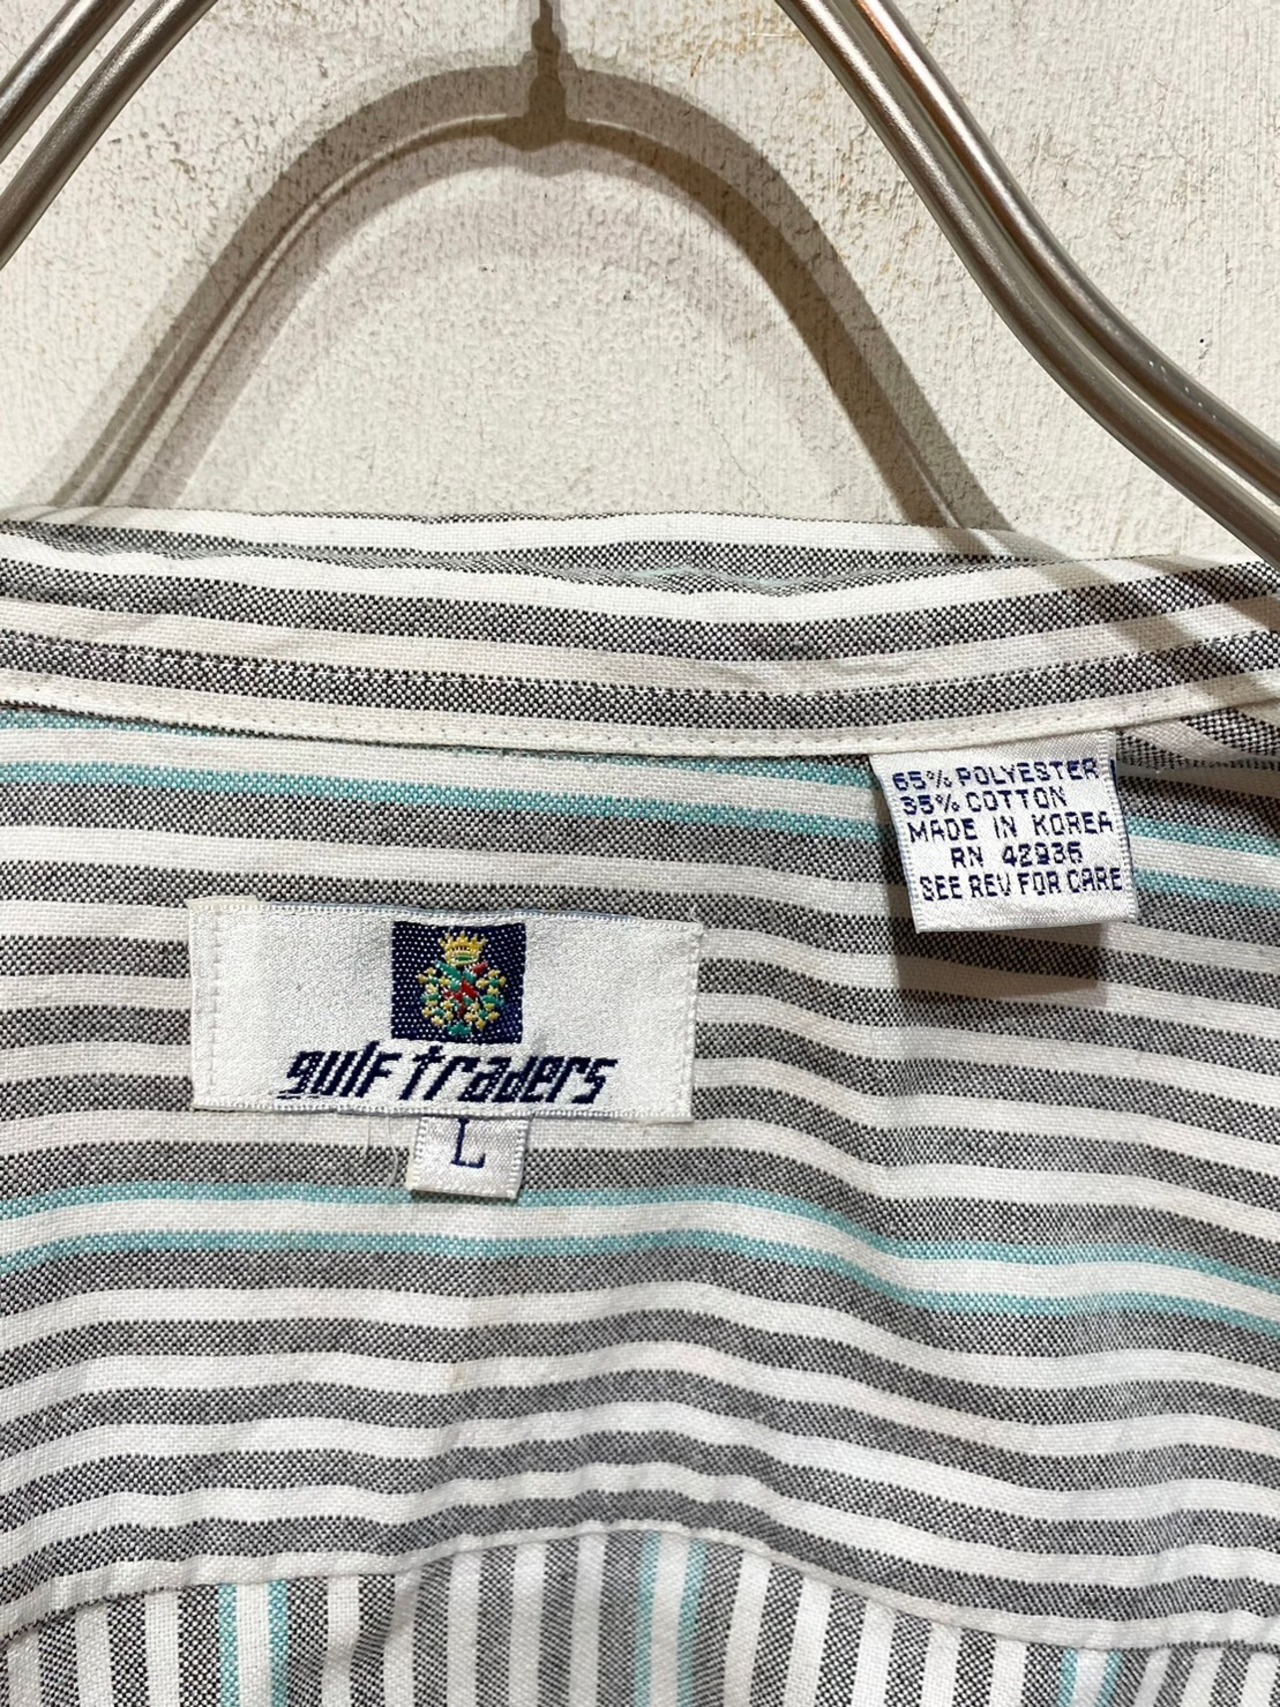 65% POLYESTER
35% COTTON
MADE IN KOREA
RN 42936
SEE REV FOR CARE
gulf traders
L